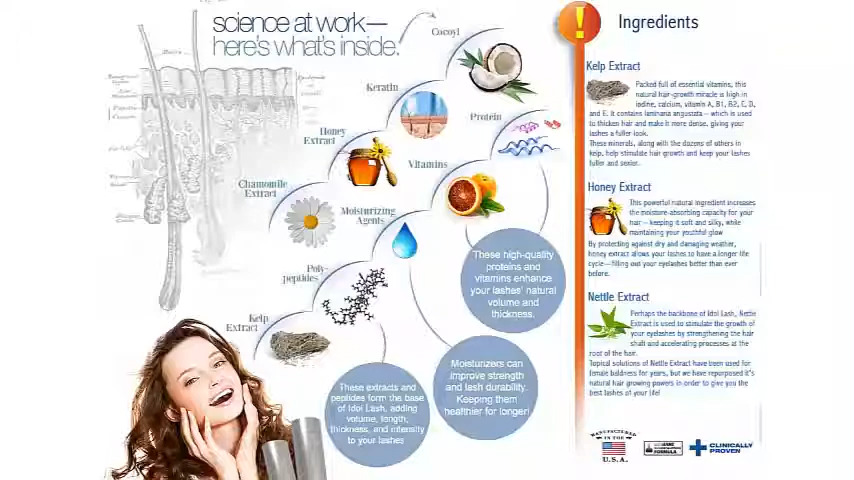 science at work—
here's what's inside.
Cocoyl
Keratin
Protein
Honey
Extract
Vitamins
Chamomile
Extract
Moisturizing
Agents
Poly-
peptides
Kelp
Extract
These high-quality
proteins and
vitamins enhance
your lashes' natural
volume and
thickness.
Moisturizers can
improve strength
and lash durability.
Keeping them
healthier for longer!
These extracts and
peptides form the base
of Idol Lash, adding
volume, length,
thickness, and intensity
to your lashes
!
Ingredients
Kelp Extract
Packed full of essential vitamins, this
natural hair-growth miracle is high in
iodine, calcium, vitamin A, B1, B2, C, D,
and E. It contains laminaria angustata — which is used
to thicken hair and make it more dense, giving your
lashes a fuller look.
These minerals, along with the dozens of others in
kelp, help stimulate hair growth and keep your lashes
fuller and sexier.
Honey Extract
This powerful natural ingredient increases
the moisture-absorbing capacity for your
hair — keeping it soft and silky, while
maintaining your youthful glow
By protecting against dry and damaging weather,
honey extract allows your lashes to have a longer life
cycle—filling out your eyelashes better than ever
before.
Nettle Extract
Perhaps the backbone of Idol Lash, Nettle
Extract is used to stimulate the growth of
your eyelashes by strengthening the hair
shaft and accelerating processes at the
root of the hair.
Topical solutions of Nettle Extract have been used for
female baldness for years, but we have repurposed it's
natural hair growing powers in order to give you the
best lashes of your life!
MANUFACTURED
IN THE
U.S.A.
FORMULA
CLINICALLY
PROVEN